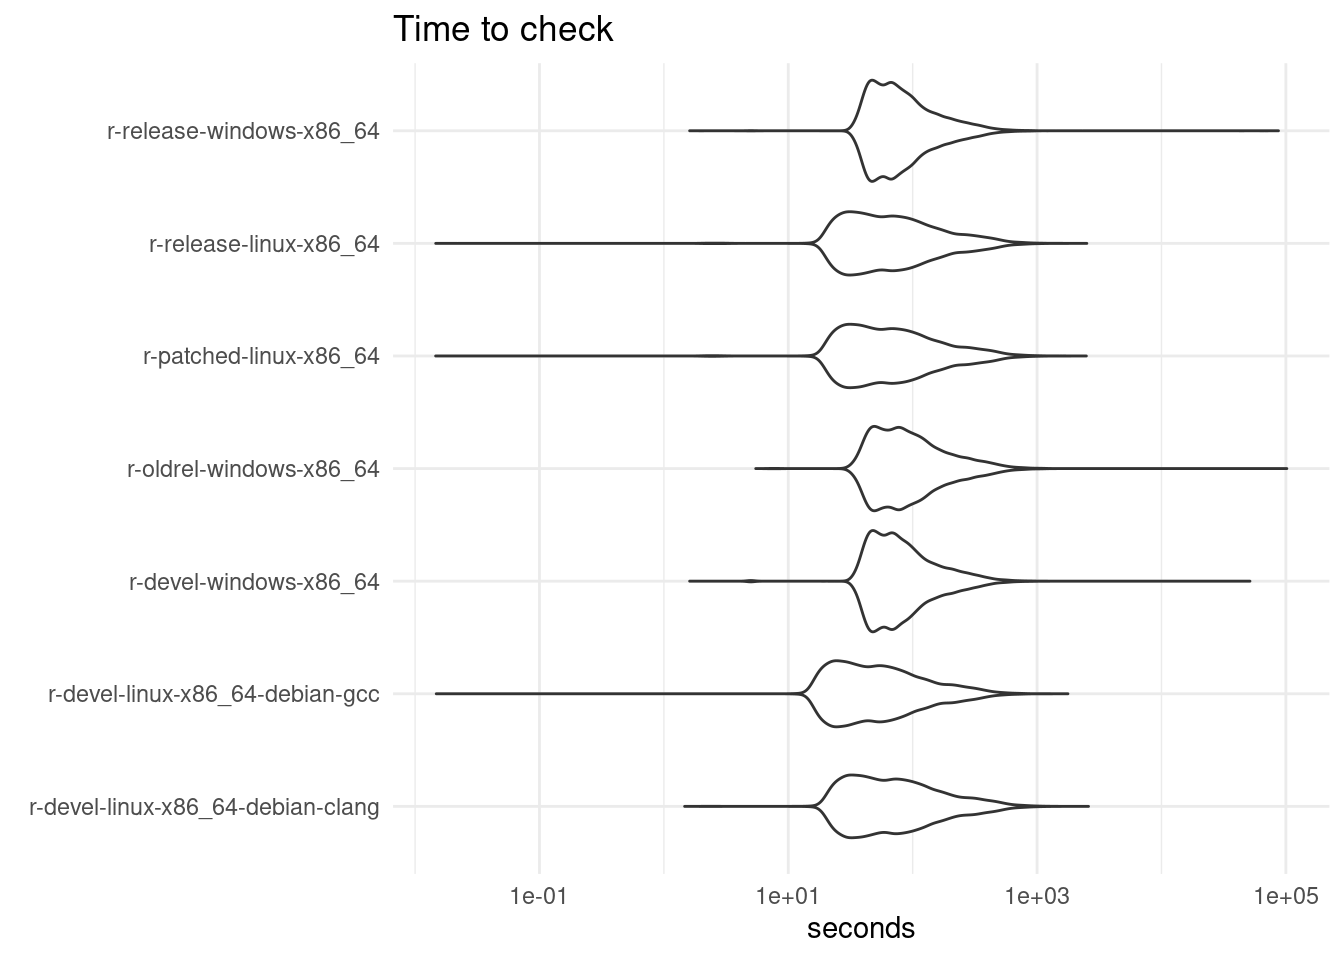 Time to check
r-release-windows-x86_64
r-release-linux-x86_64
r-patched-linux-x86_64
r-oldrel-windows-x86_64
r-devel-windows-x86_64
r-devel-linux-x86_64-debian-gcc
r-devel-linux-x86_64-debian-clang
1e-01 1e+01 1e+03 1e+05
seconds